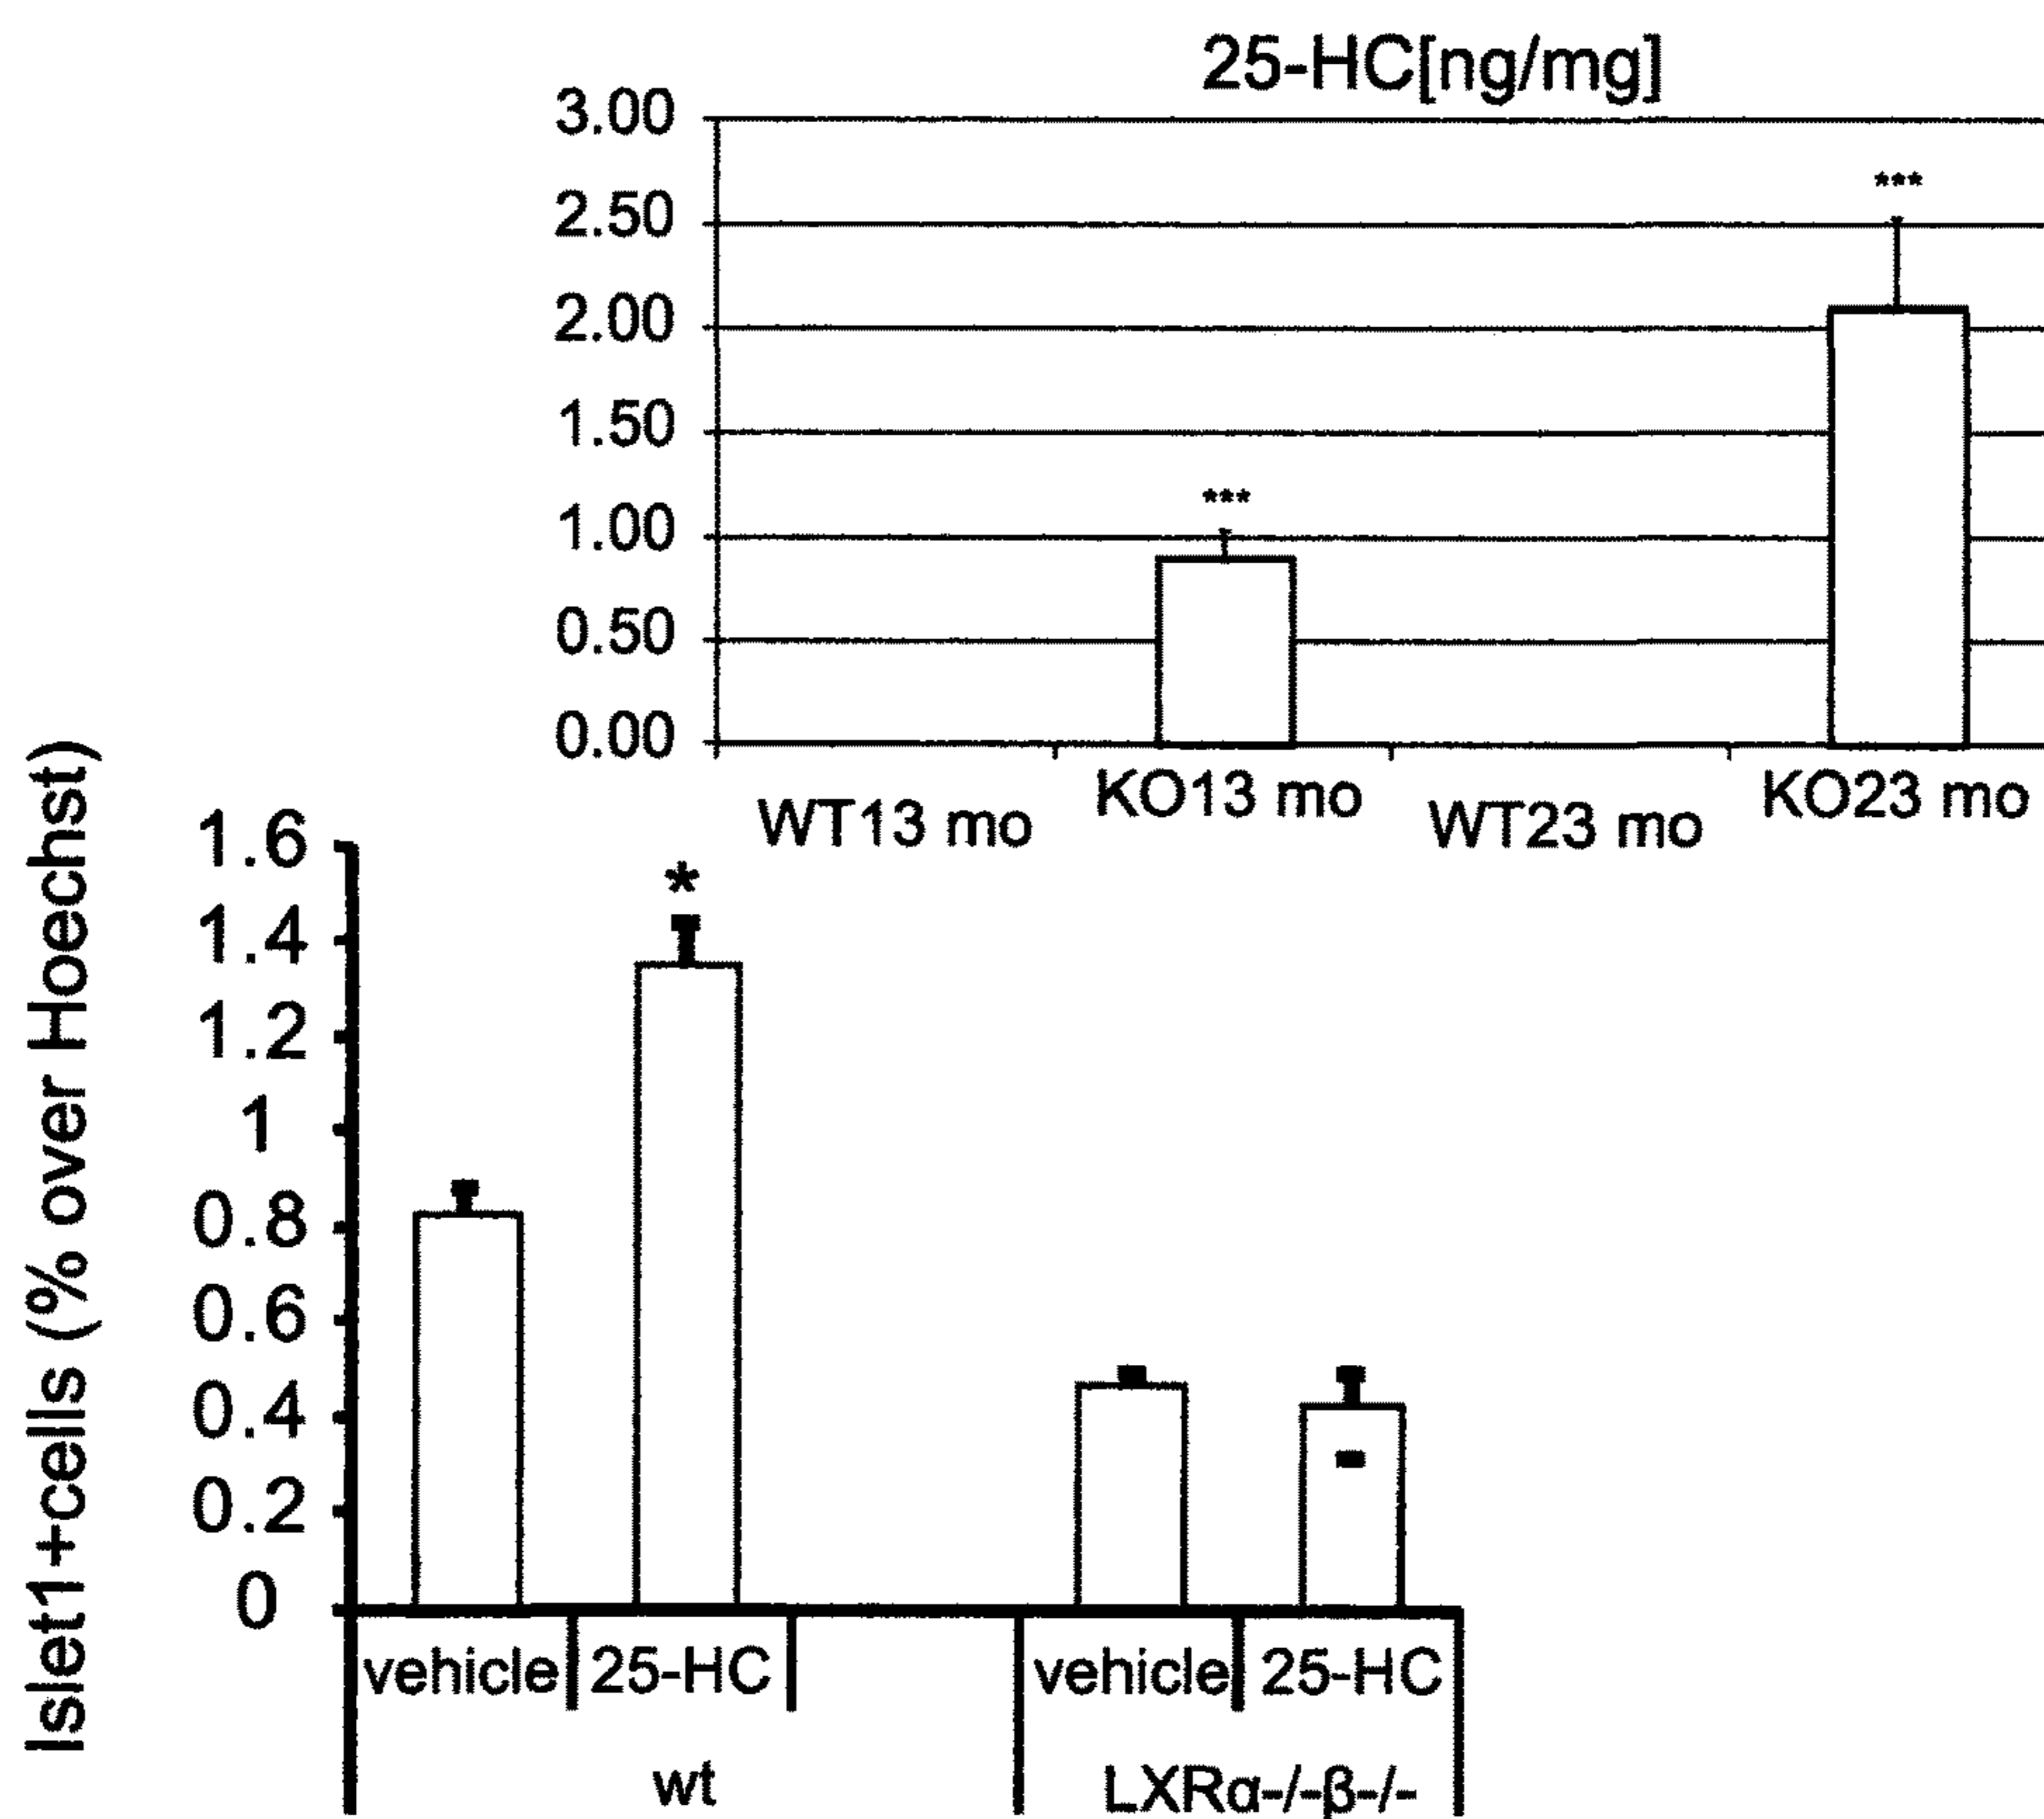 25-HC[ng/mg]
3.00
2.50
***
2.00
1.50
1.00
***
0.50
0.00
WT13 mo
KO13 mo
WT23 mo
KO23 mo
Islet1+cells (% over Hoechst)
1.6
*
1.4
1.2
1
0.8
0.6
0.4
0.2
0
vehicle 25-HC vehicle 25-HC
wt LXRα-/-β-/-